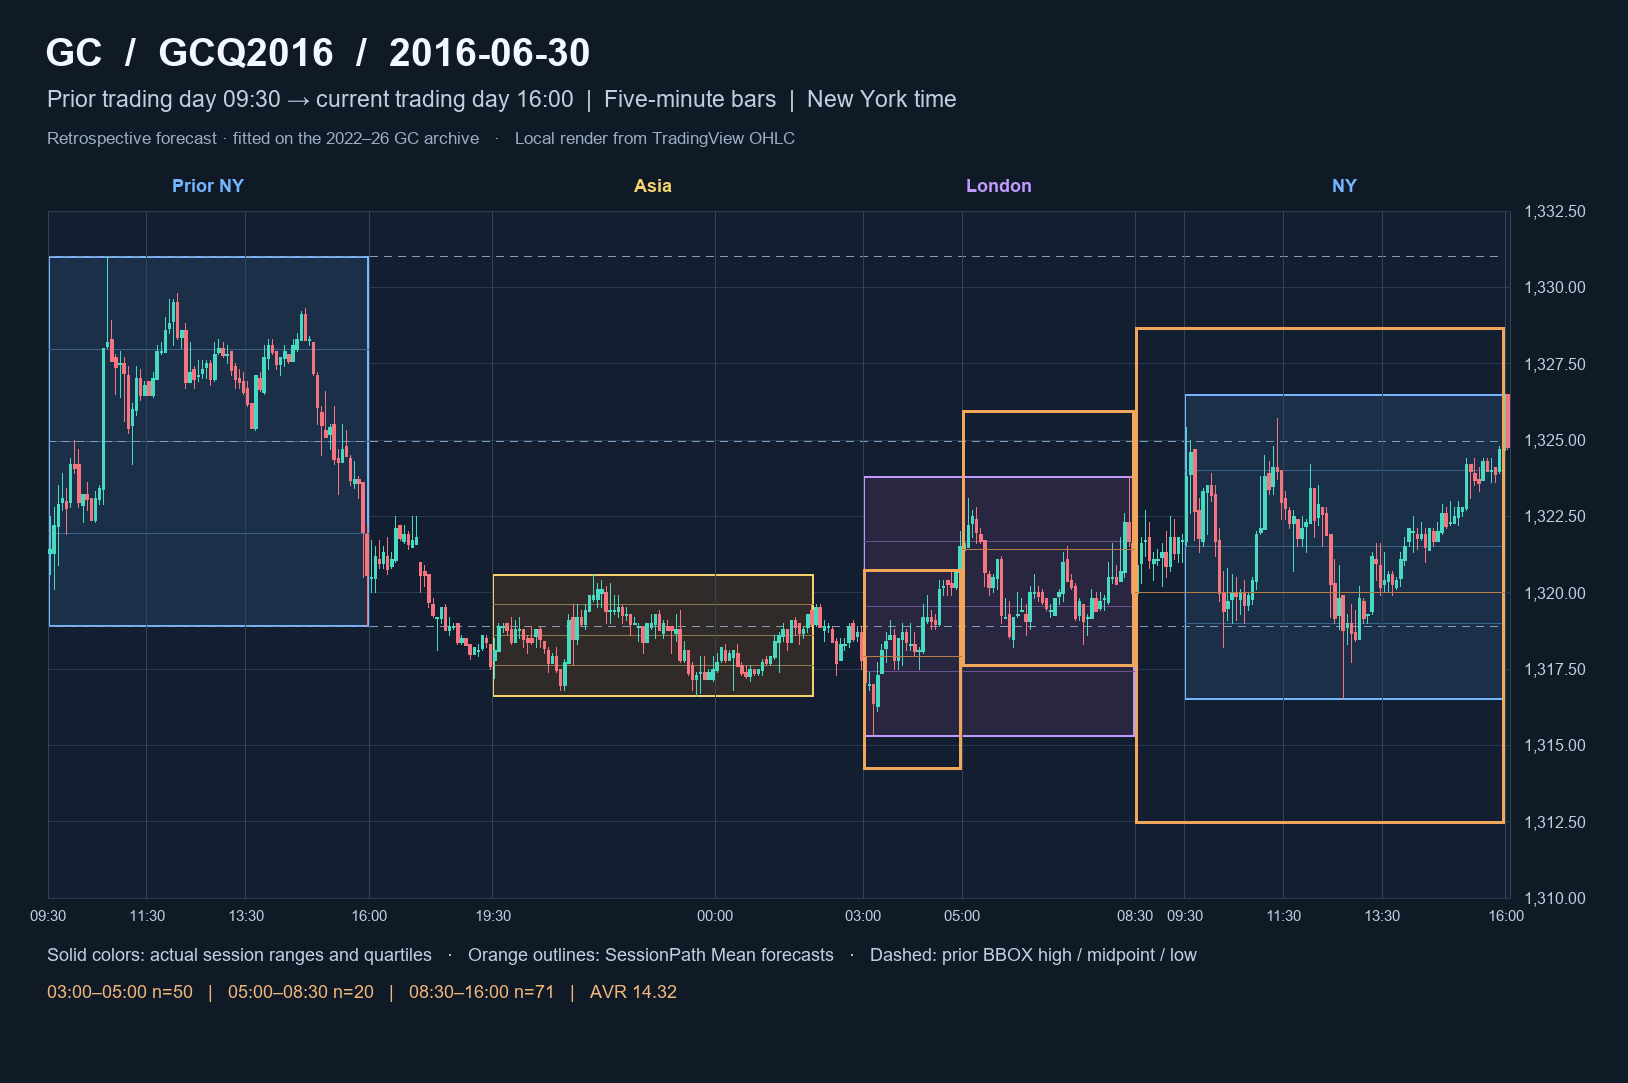 GC / GCQ2016 / 2016-06-30
Prior trading day 09:30 → current trading day 16:00 | Five-minute bars | New York time
Retrospective forecast · fitted on the 2022–26 GC archive · Local render from TradingView OHLC
Prior NY Asia London NY
1,332.50
1,330.00
1,327.50
1,325.00
1,322.50
1,320.00
1,317.50
1,315.00
1,312.50
1,310.00
09:30 11:30 13:30 16:00 19:30 00:00 03:00 05:00 08:30 09:30 11:30 13:30 16:00
Solid colors: actual session ranges and quartiles · Orange outlines: SessionPath Mean forecasts · Dashed: prior BBOX high / midpoint / low
03:00–05:00 n=50 | 05:00–08:30 n=20 | 08:30–16:00 n=71 | AVR 14.32